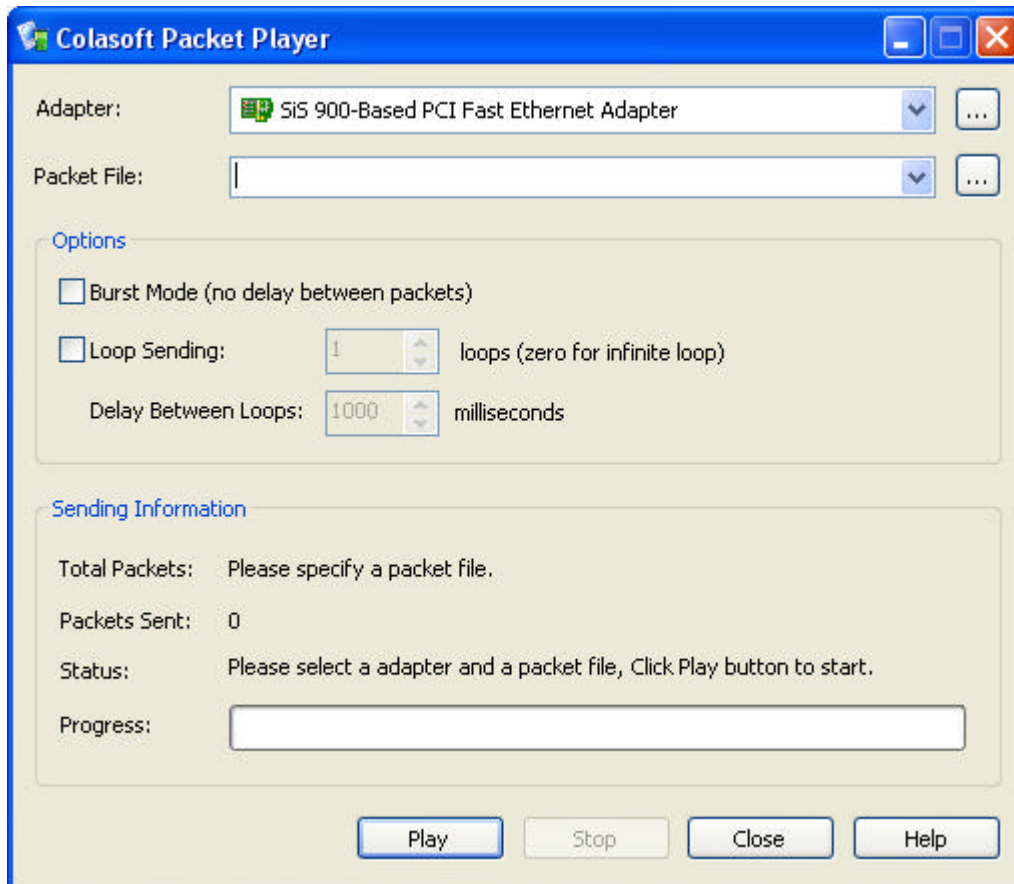 Colasoft Packet Player
Adapter: SiS 900-Based PCI Fast Ethernet Adapter ...
Packet File: ...
Options
Burst Mode (no delay between packets)
Loop Sending: 1 loops (zero for infinite loop)
Delay Between Loops: 1000 milliseconds
Sending Information
Total Packets: Please specify a packet file.
Packets Sent: 0
Status: Please select a adapter and a packet file, Click Play button to start.
Progress:
Play Stop Close Help